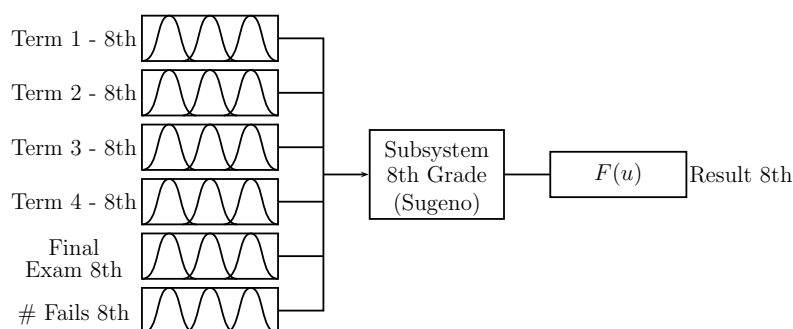 Term 1 - 8th
Term 2 - 8th
Term 3 - 8th
Term 4 - 8th
Final
Exam 8th
# Fails 8th
Subsystem
8th Grade
(Sugeno)
F(u)
Result 8th